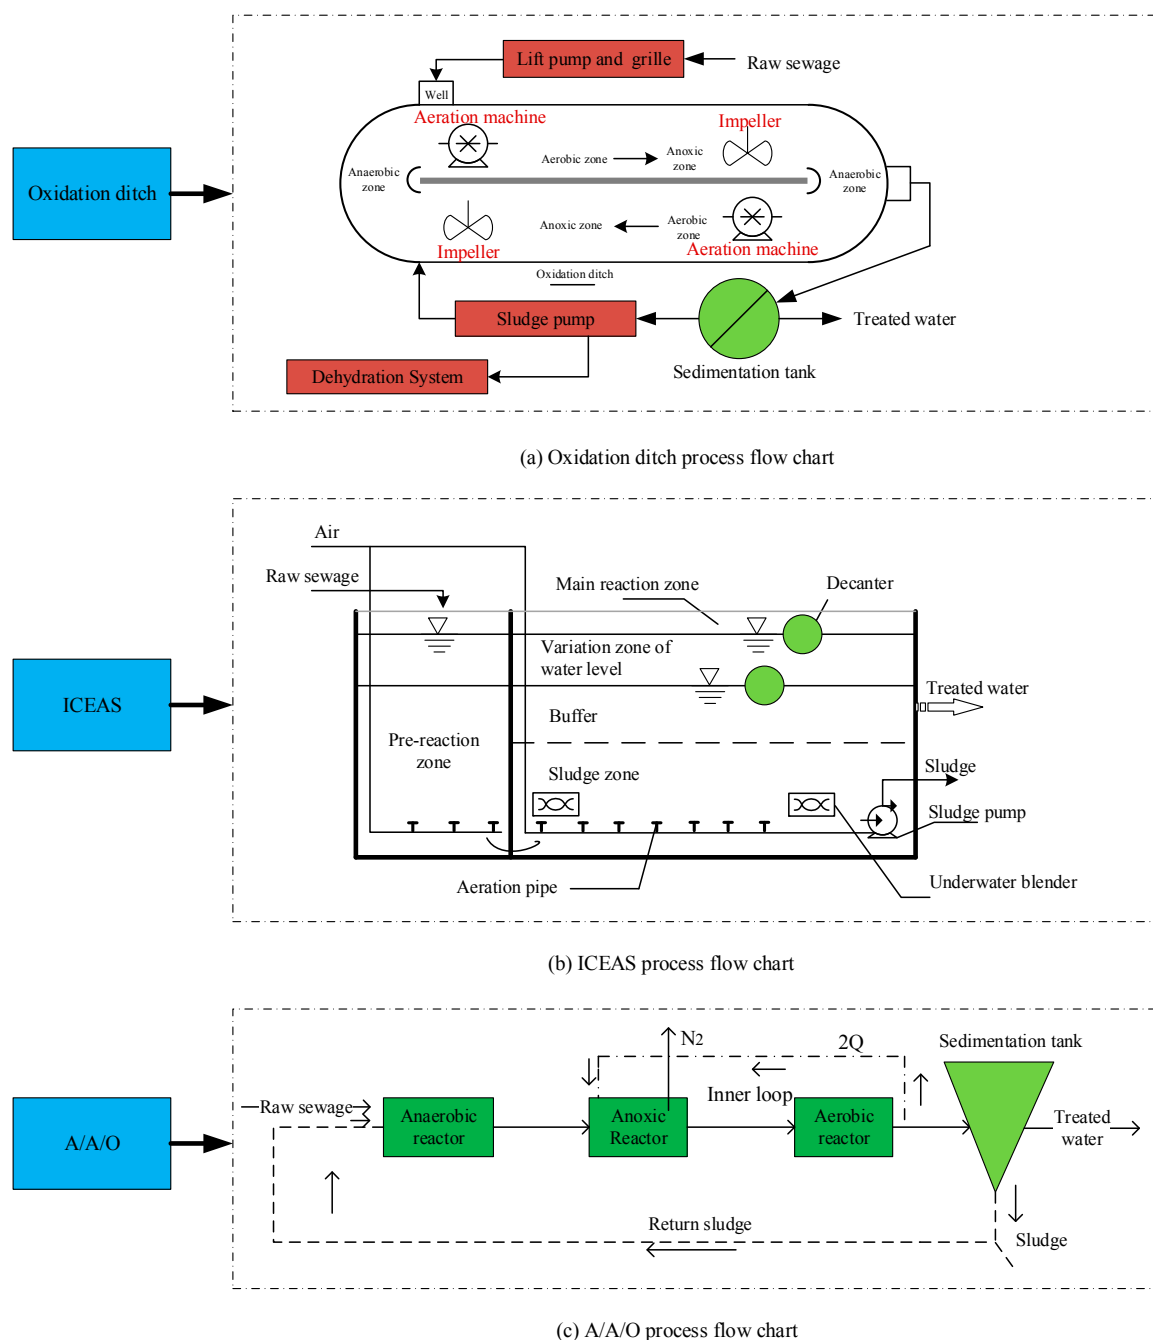 Lift pump and grille
Raw sewage
Well
Aeration machine
Impeller
Aerobic zone
Anoxic
zone
Anaerobic
zone
Anaerobic
zone
Oxidation ditch
Anoxic zone
Aerobic
zone
Impeller
Aeration machine
Oxidation ditch
Sludge pump
Treated water
Sedimentation tank
Dehydration System
(a) Oxidation ditch process flow chart
Air
Raw sewage
Main reaction zone
Decanter
Variation zone of
water level
Treated water
ICEAS
Buffer
Pre-reaction
zone
Sludge zone
Sludge
Sludge pump
Aeration pipe
Underwater blender
(b) ICEAS process flow chart
N2
2Q
Sedimentation tank
Inner loop
Raw sewage
Anaerobic
reactor
Anoxic
Reactor
Aerobic
reactor
Treated
water
A/A/O
Return sludge
Sludge
(c) A/A/O process flow chart